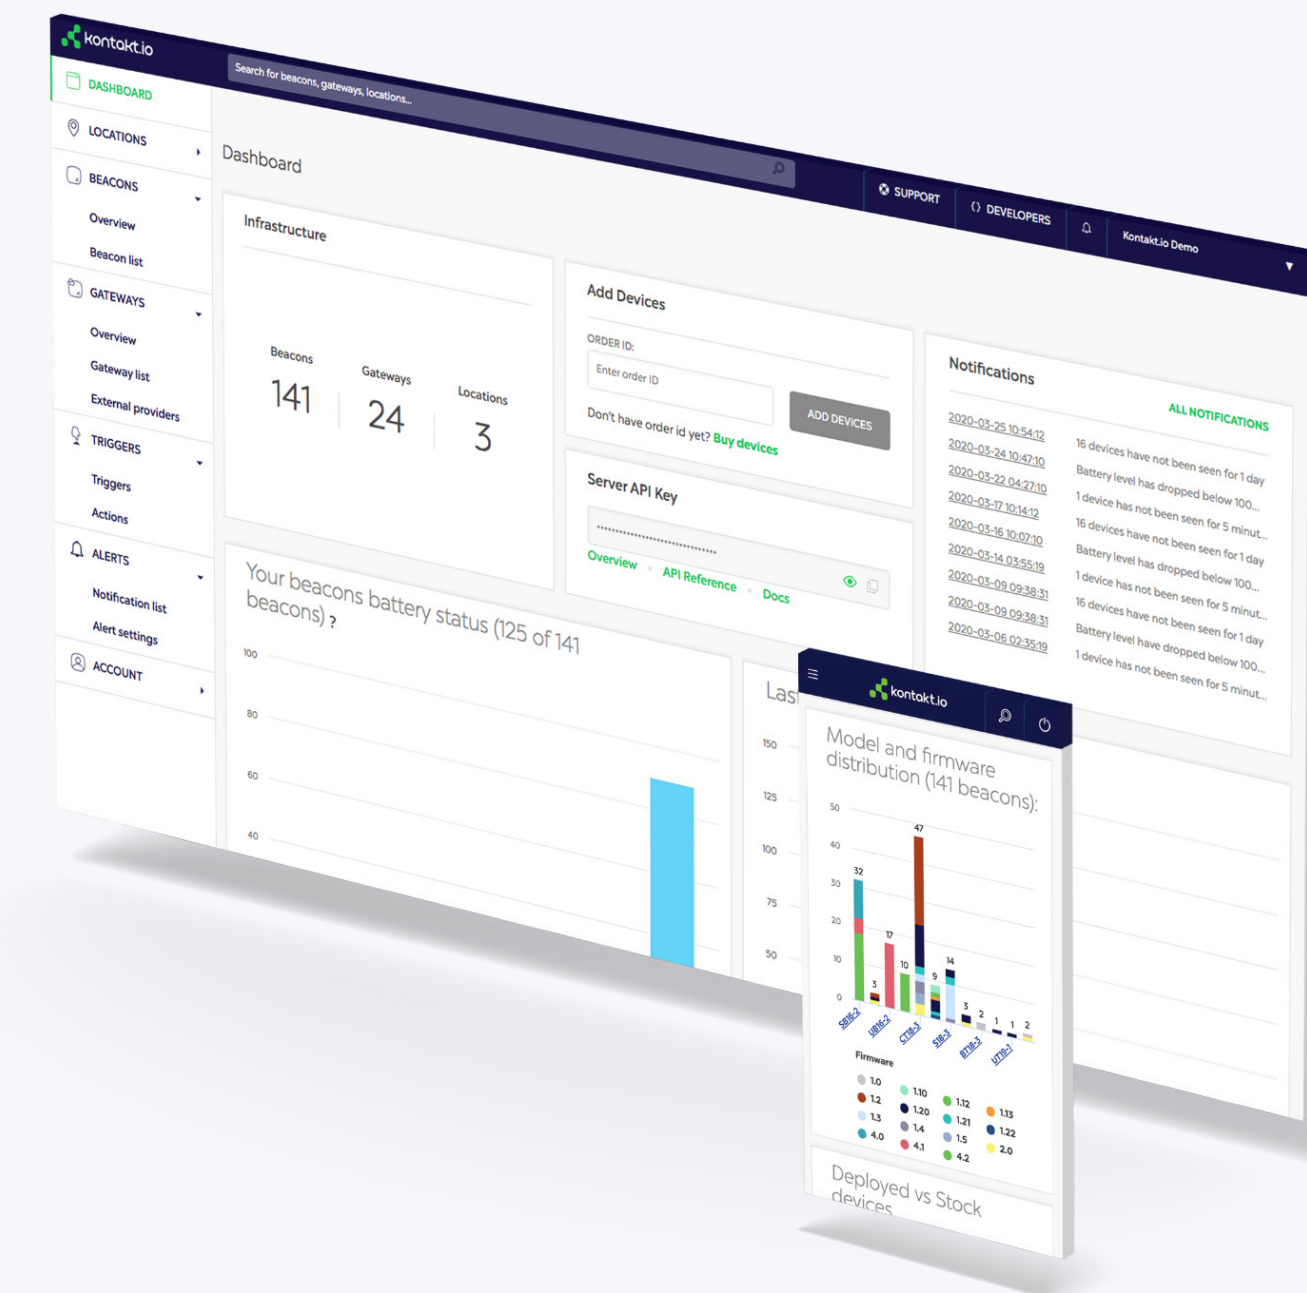 kontakt.io
Search for beacons, gateways, locations...
SUPPORT
{} DEVELOPERS
Kontakt.io Demo
DASHBOARD
LOCATIONS
BEACONS
Overview
Beacon list
GATEWAYS
Overview
Gateway list
External providers
TRIGGERS
Triggers
Actions
ALERTS
Notification list
Alert settings
ACCOUNT
Dashboard
Infrastructure
Beacons
141
Gateways
24
Locations
3
Add Devices
ORDER ID:
Enter order ID
ADD DEVICES
Don't have order id yet? Buy devices
Server API Key
Overview
API Reference
Docs
Notifications
ALL NOTIFICATIONS
2020-03-25 10:54:12 16 devices have not been seen for 1 day
2020-03-24 10:47:10 Battery level has dropped below 100...
2020-03-22 04:27:10 1 device has not been seen for 5 minut...
2020-03-17 10:14:12 16 devices have not been seen for 1 day
2020-03-16 10:07:10 Battery level has dropped below 100...
2020-03-14 03:55:19 1 device has not been seen for 5 minut...
2020-03-09 09:38:31 16 devices have not been seen for 1 day
2020-03-09 09:38:31 Battery level have dropped below 100...
2020-03-06 02:35:19 1 device has not been seen for 5 minut...
Your beacons battery status (125 of 141
beacons) ?
100
80
60
40
Las
150
125
100
75
50
kontakt.io
Model and firmware
distribution (141 beacons):
50
40
30
20
10
0
32
3
17
10
47
9
14
3
2
1
1
2
SB16-2
UB16-2
CT18-3
S18-3
BT18-3
UT19-1
Firmware
1.0 1.10 1.12 1.13
1.2 1.20 1.21 1.22
1.3 1.4 1.5 2.0
4.0 4.1 4.2
Deployed vs Stock
devices